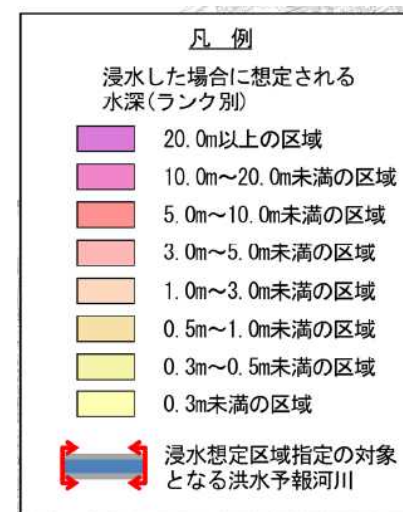 凡 例
浸水した場合に想定される
水深(ランク別)
20.0m以上の区域
10.0m～20.0m未満の区域
5.0m～10.0m未満の区域
3.0m～5.0m未満の区域
1.0m～3.0m未満の区域
0.5m～1.0m未満の区域
0.3m～0.5m未満の区域
0.3m未満の区域
浸水想定区域指定の対象
となる洪水予報河川